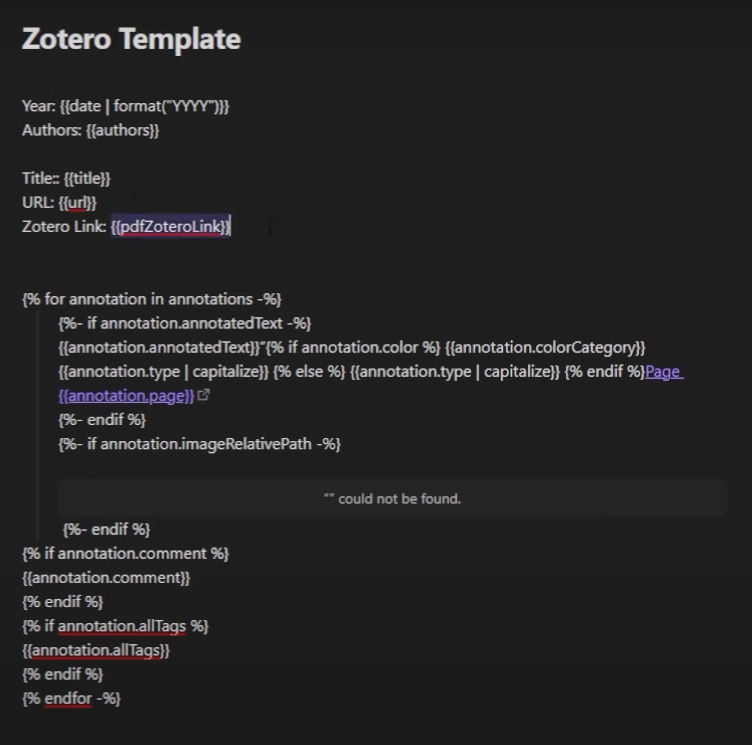 Zotero Template
Year: {{date | format("YYYY")}}
Authors: {{authors}}
Title:: {{title}}
URL: {{url}}
Zotero Link: {{pdfZoteroLink}}
{% for annotation in annotations -%}
{%- if annotation.annotatedText -%}
{{annotation.annotatedText}}"{% if annotation.color %} {{annotation.colorCategory}}
{{annotation.type | capitalize}} {% else %} {{annotation.type | capitalize}} {% endif %}Page
{{annotation.page}}
{%- endif %}
{%- if annotation.imageRelativePath -%}
"" could not be found.
{%- endif %}
{% if annotation.comment %}
{{annotation.comment}}
{% endif %}
{% if annotation.allTags %}
{{annotation.allTags}}
{% endif %}
{% endfor -%}